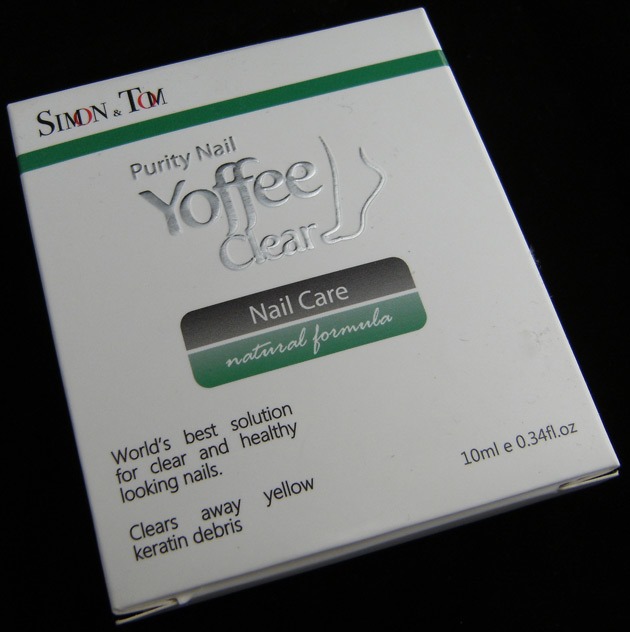 SIMON & TOM
Purity Nail
Yoffee
Clear
Nail Care
natural formula
World's best solution
for clear and healthy
looking nails.
Clears away yellow
keratin debris
10ml e 0.34fl.oz